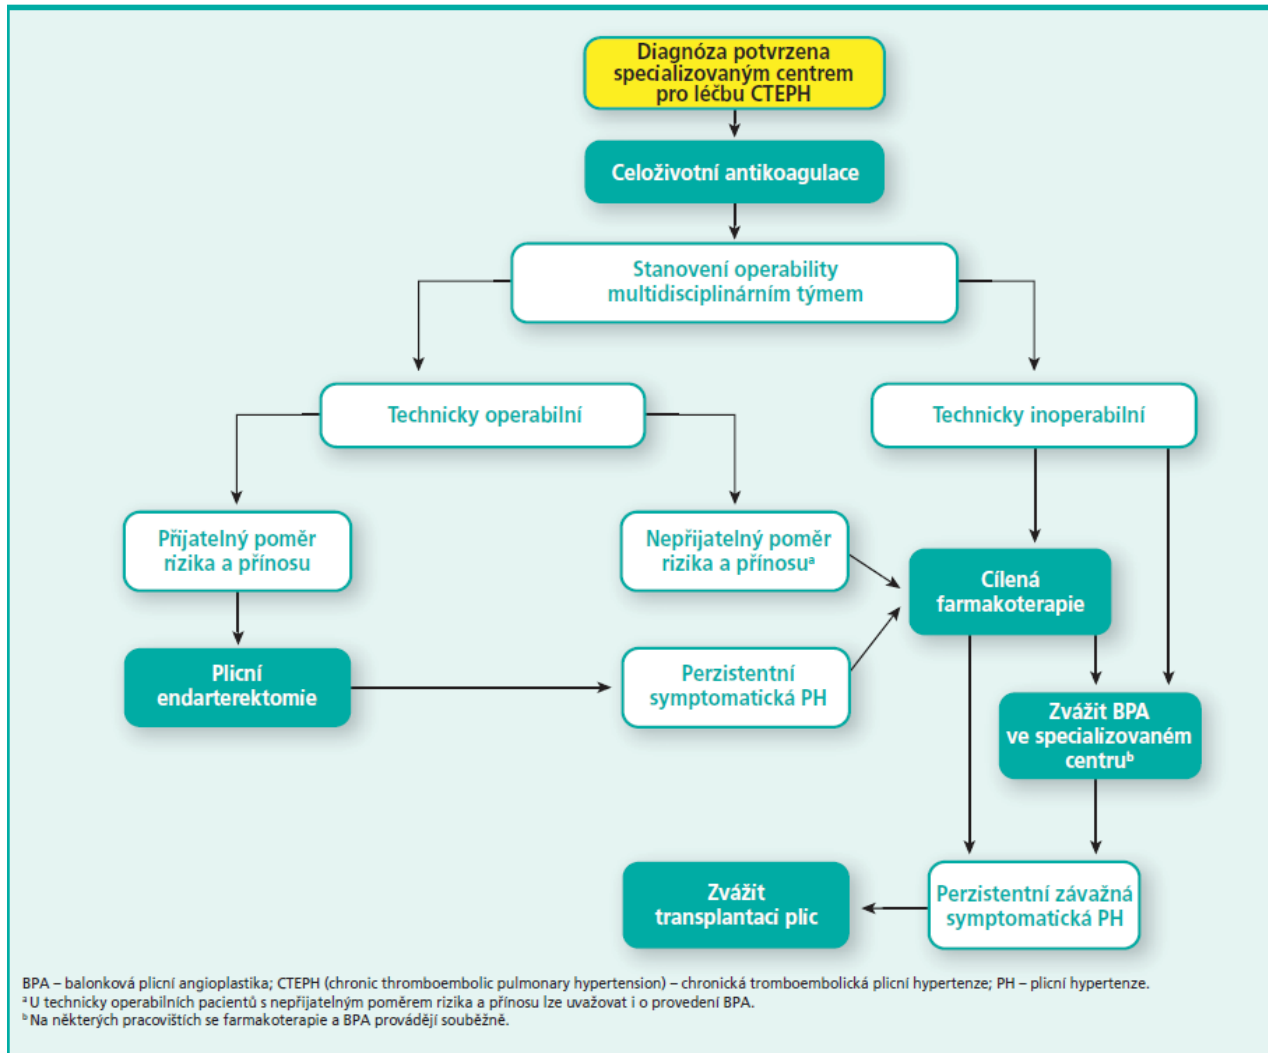 Diagnóza potvrzena
specializovaným centrem
pro léčbu CTEPH
Celoživotní antikoagulace
Stanovení operability
multidisciplinárním týmem
Technicky operabilní
Technicky inoperabilní
Přijatelný poměr
rizika a přínosu
Nepřijatelný poměr
rizika a přínosuᵃ
Cílená
farmakoterapie
Plicní
endarterektomie
Perzistentní
symptomatická PH
Zvážit BPA
ve specializovaném
centruᵇ
Zvážit
transplantaci plic
Perzistentní závažná
symptomatická PH
BPA – balonková plicní angioplastika; CTEPH (chronic thromboembolic pulmonary hypertension) – chronická tromboembolická plicní hypertenze; PH – plicní hypertenze.
ᵃ U technicky operabilních pacientů s nepřijatelným poměrem rizika a přínosu lze uvažovat i o provedení BPA.
ᵇ Na některých pracovištích se farmakoterapie a BPA provádějí souběžně.